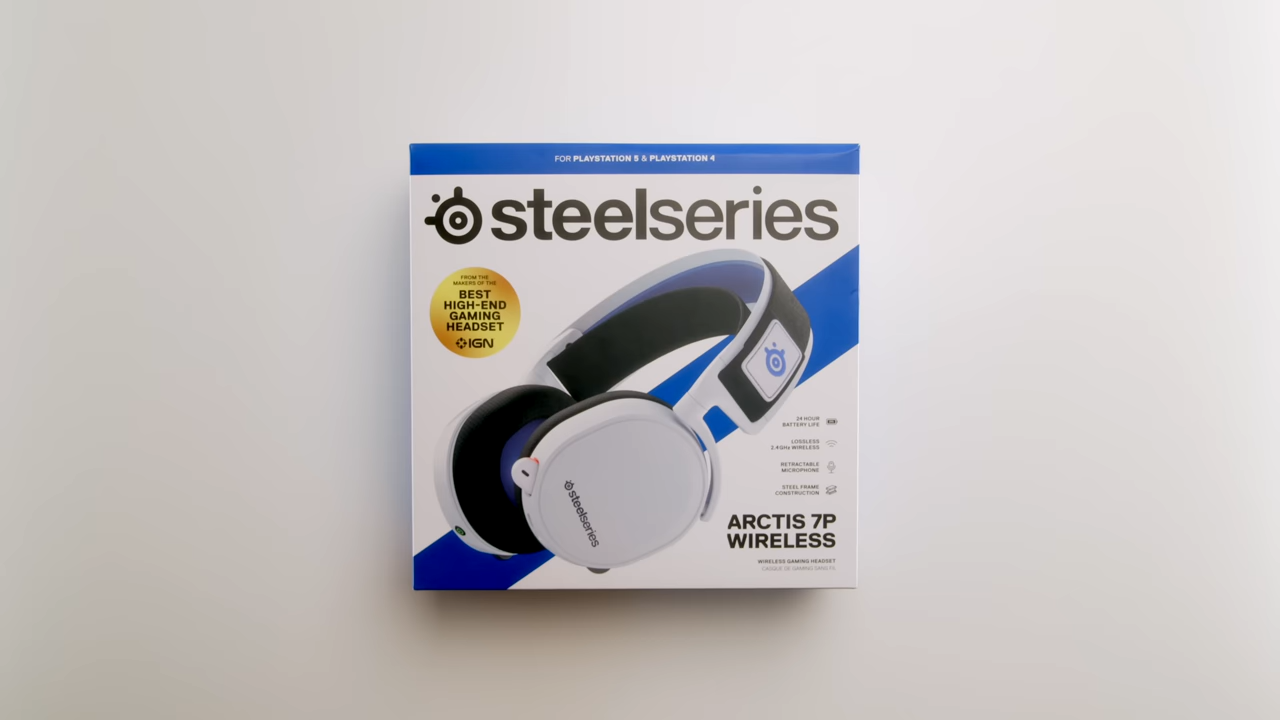 FOR PLAYSTATION 5 & PLAYSTATION 4
steelseries
FROM THE
MAKERS OF THE
BEST
HIGH-END
GAMING
HEADSET
IGN
steelseries
24 HOUR
BATTERY LIFE
LOSSLESS
2.4GHz WIRELESS
RETRACTABLE
MICROPHONE
STEEL FRAME
CONSTRUCTION
ARCTIS 7P
WIRELESS
WIRELESS GAMING HEADSET
CASQUE DE GAMING SANS FIL